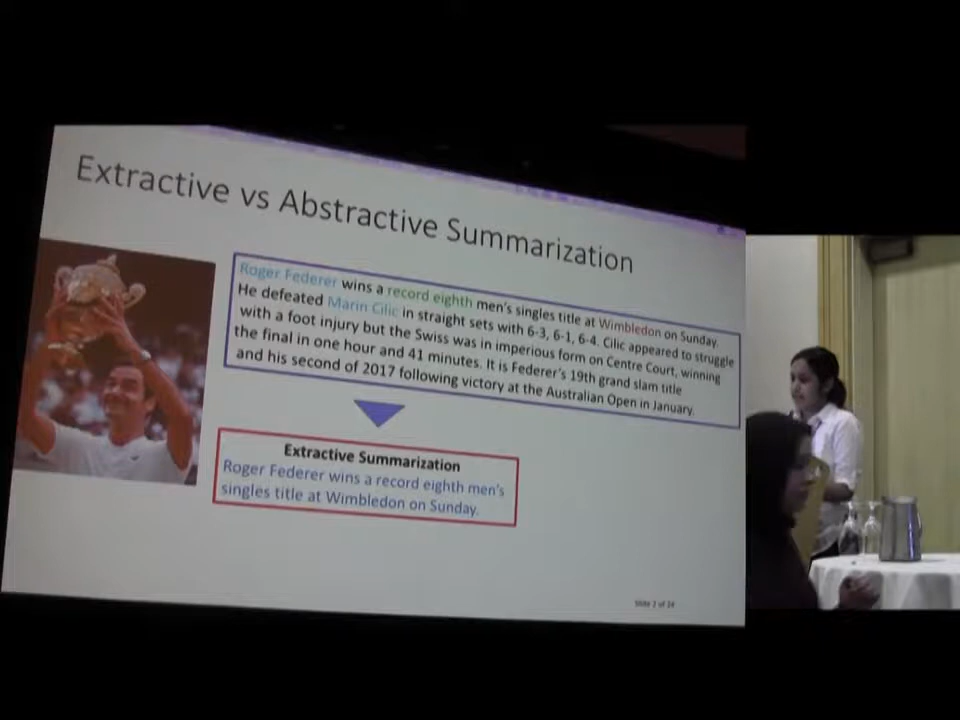 Extractive vs Abstractive Summarization
Roger Federer wins a record eighth men's singles title at Wimbledon on Sunday.
He defeated Marin Cilic in straight sets with 6-3, 6-1, 6-4. Cilic appeared to struggle
with a foot injury but the Swiss was in imperious form on Centre Court, winning
the final in one hour and 41 minutes. It is Federer's 19th grand slam title
and his second of 2017 following victory at the Australian Open in January.
Extractive Summarization
Roger Federer wins a record eighth men's
singles title at Wimbledon on Sunday.
Slide 2 of 24